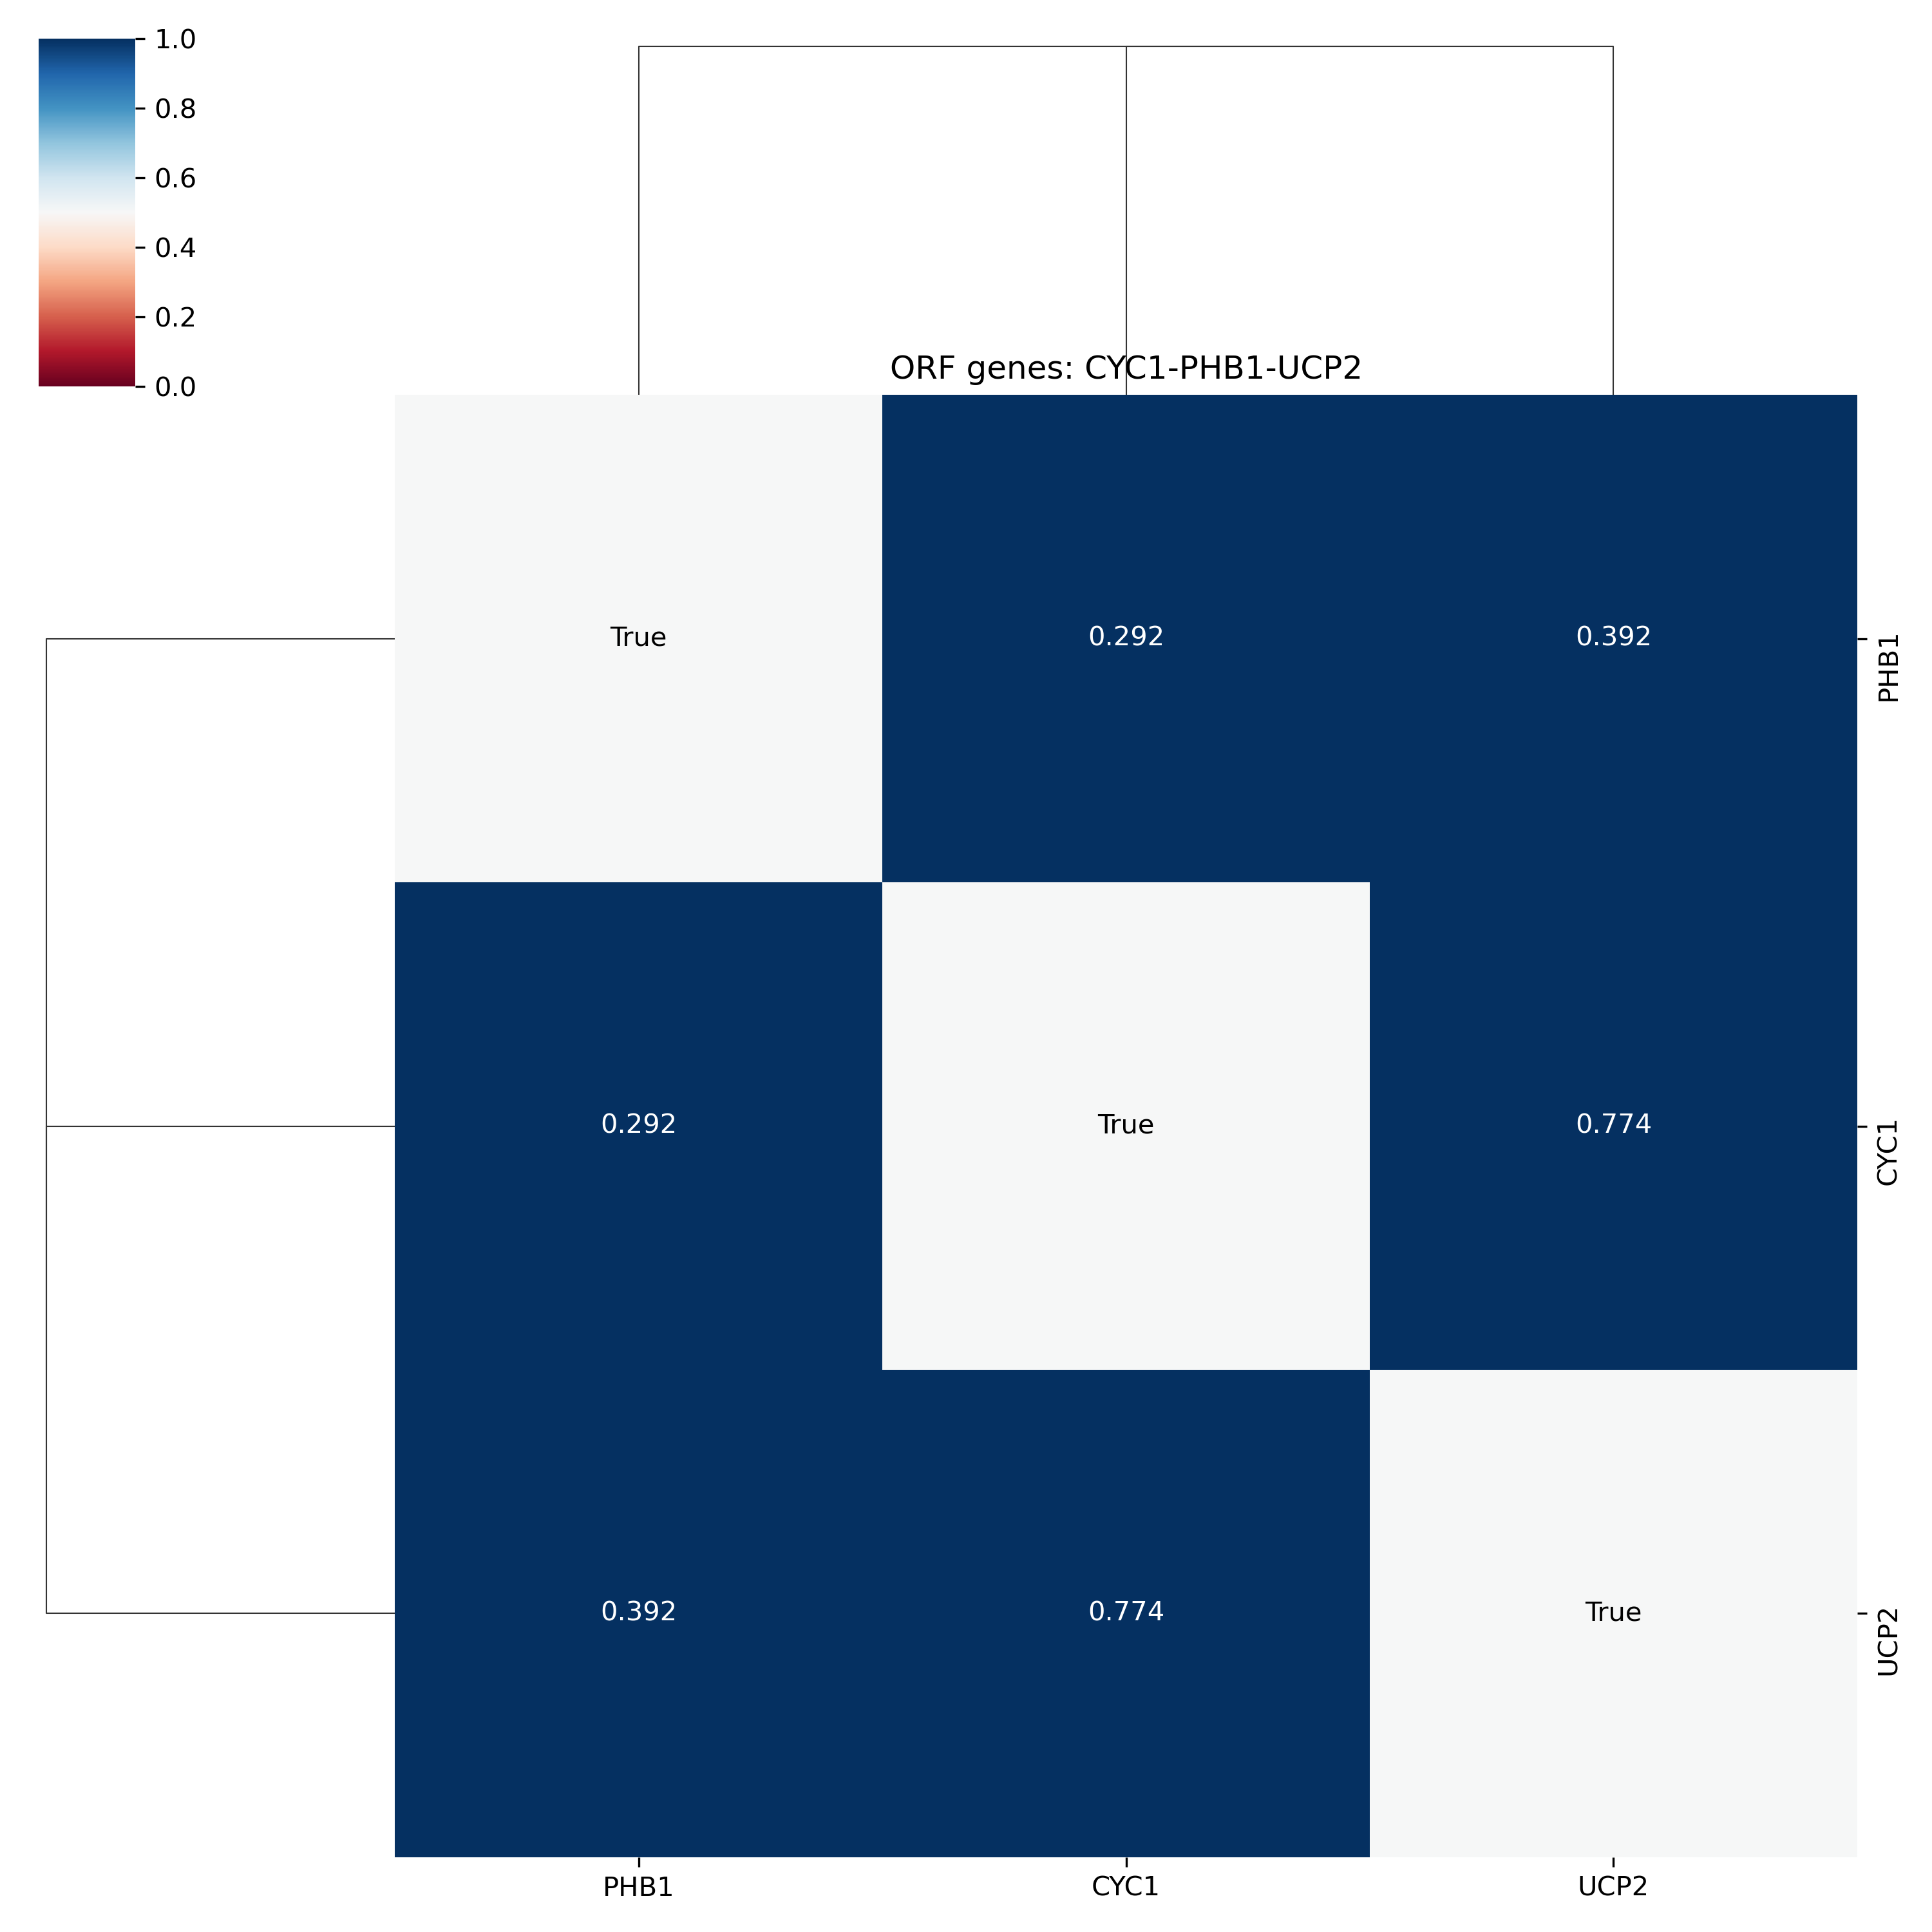 1.0
0.8
0.6
0.4
0.2
0.0
ORF genes: CYC1-PHB1-UCP2
True 0.292 0.392 PHB1
0.292 True 0.774 CYC1
0.392 0.774 True UCP2
PHB1 CYC1 UCP2